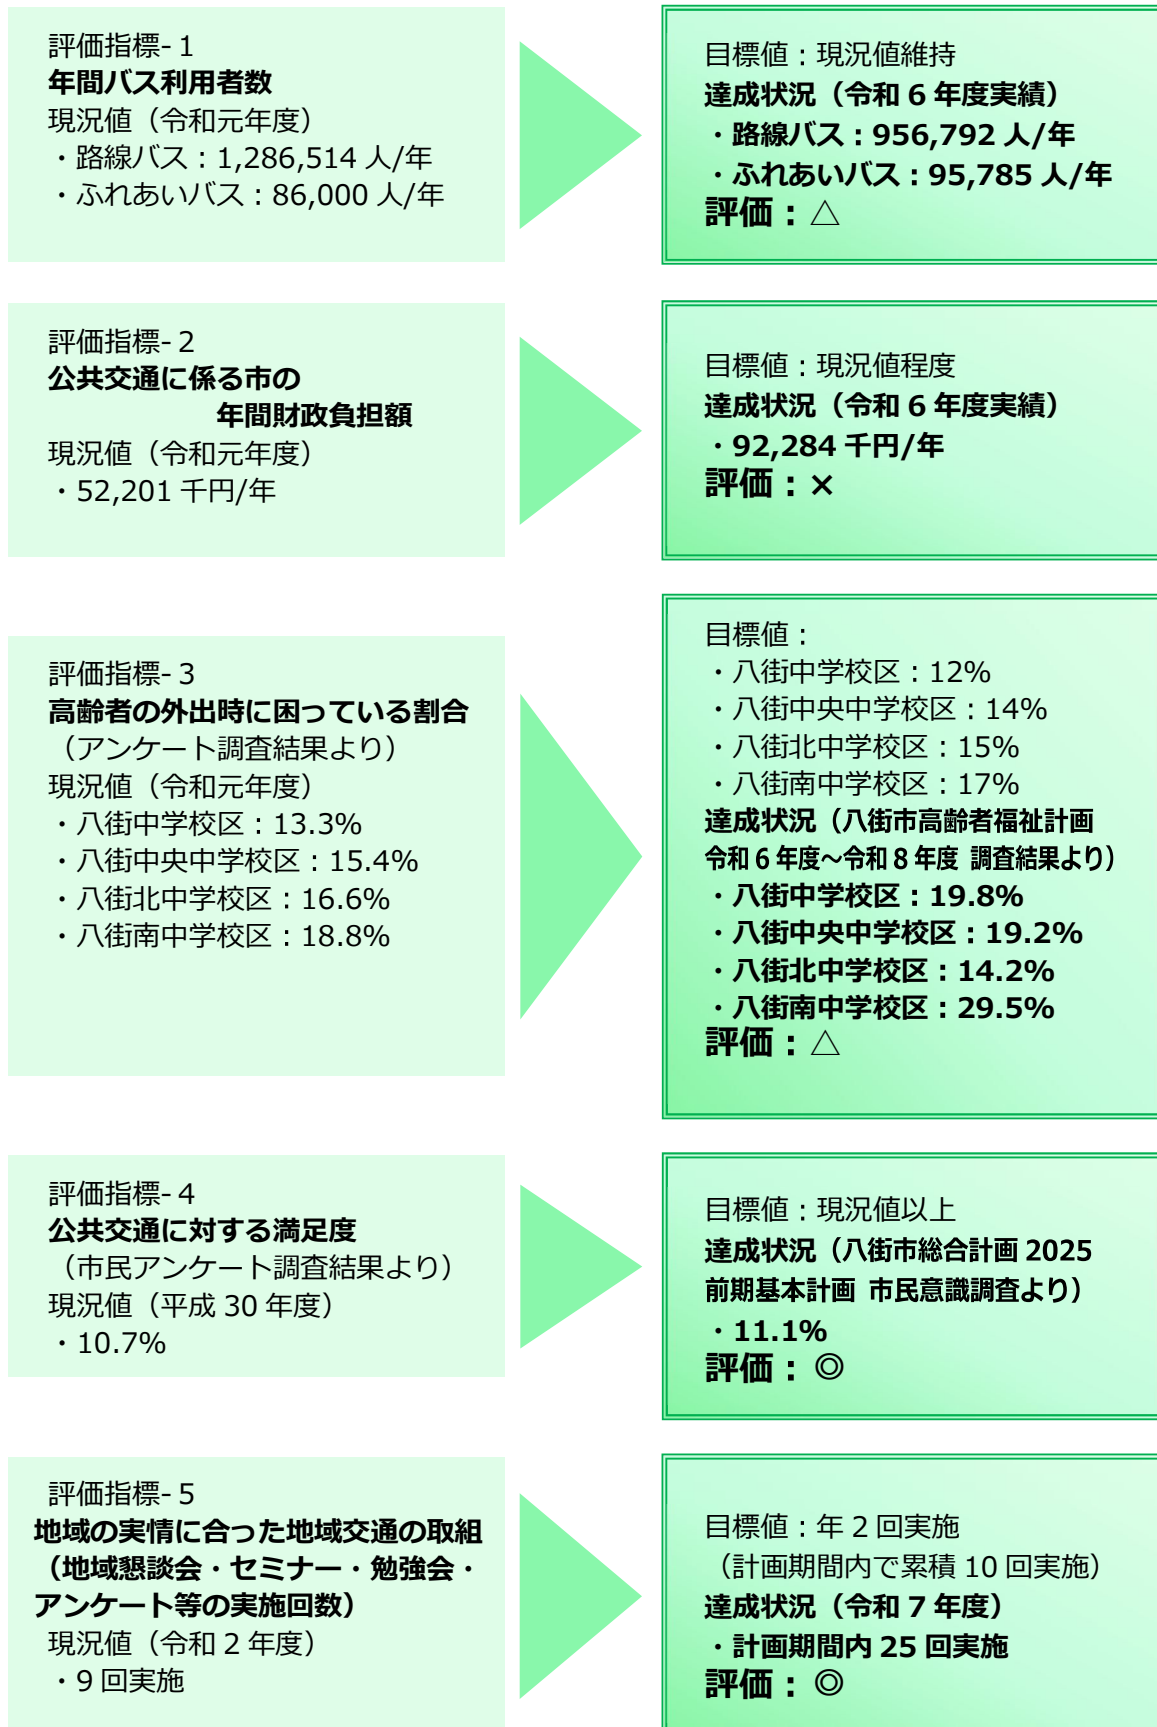 評価指標-1
年間バス利用者数
現況値（令和元年度）
・路線バス：1,286,514 人/年
・ふれあいバス：86,000 人/年
目標値：現況値維持
達成状況（令和 6 年度実績）
・路線バス：956,792 人/年
・ふれあいバス：95,785 人/年
評価：△
評価指標-2
公共交通に係る市の
年間財政負担額
現況値（令和元年度）
・52,201 千円/年
目標値：現況値程度
達成状況（令和 6 年度実績）
・92,284 千円/年
評価：×
評価指標-3
高齢者の外出時に困っている割合
（アンケート調査結果より）
現況値（令和元年度）
・八街中学校区：13.3%
・八街中央中学校区：15.4%
・八街北中学校区：16.6%
・八街南中学校区：18.8%
目標値：
・八街中学校区：12%
・八街中央中学校区：14%
・八街北中学校区：15%
・八街南中学校区：17%
達成状況（八街市高齢者福祉計画
令和 6 年度～令和 8 年度 調査結果より）
・八街中学校区：19.8%
・八街中央中学校区：19.2%
・八街北中学校区：14.2%
・八街南中学校区：29.5%
評価：△
評価指標-4
公共交通に対する満足度
（市民アンケート調査結果より）
現況値（平成 30 年度）
・10.7%
目標値：現況値以上
達成状況（八街市総合計画 2025
前期基本計画 市民意識調査より）
・11.1%
評価：◎
評価指標-5
地域の実情に合った地域交通の取組
（地域懇談会・セミナー・勉強会・
アンケート等の実施回数）
現況値（令和 2 年度）
・9 回実施
目標値：年 2 回実施
（計画期間内で累積 10 回実施）
達成状況（令和 7 年度）
・計画期間内 25 回実施
評価：◎